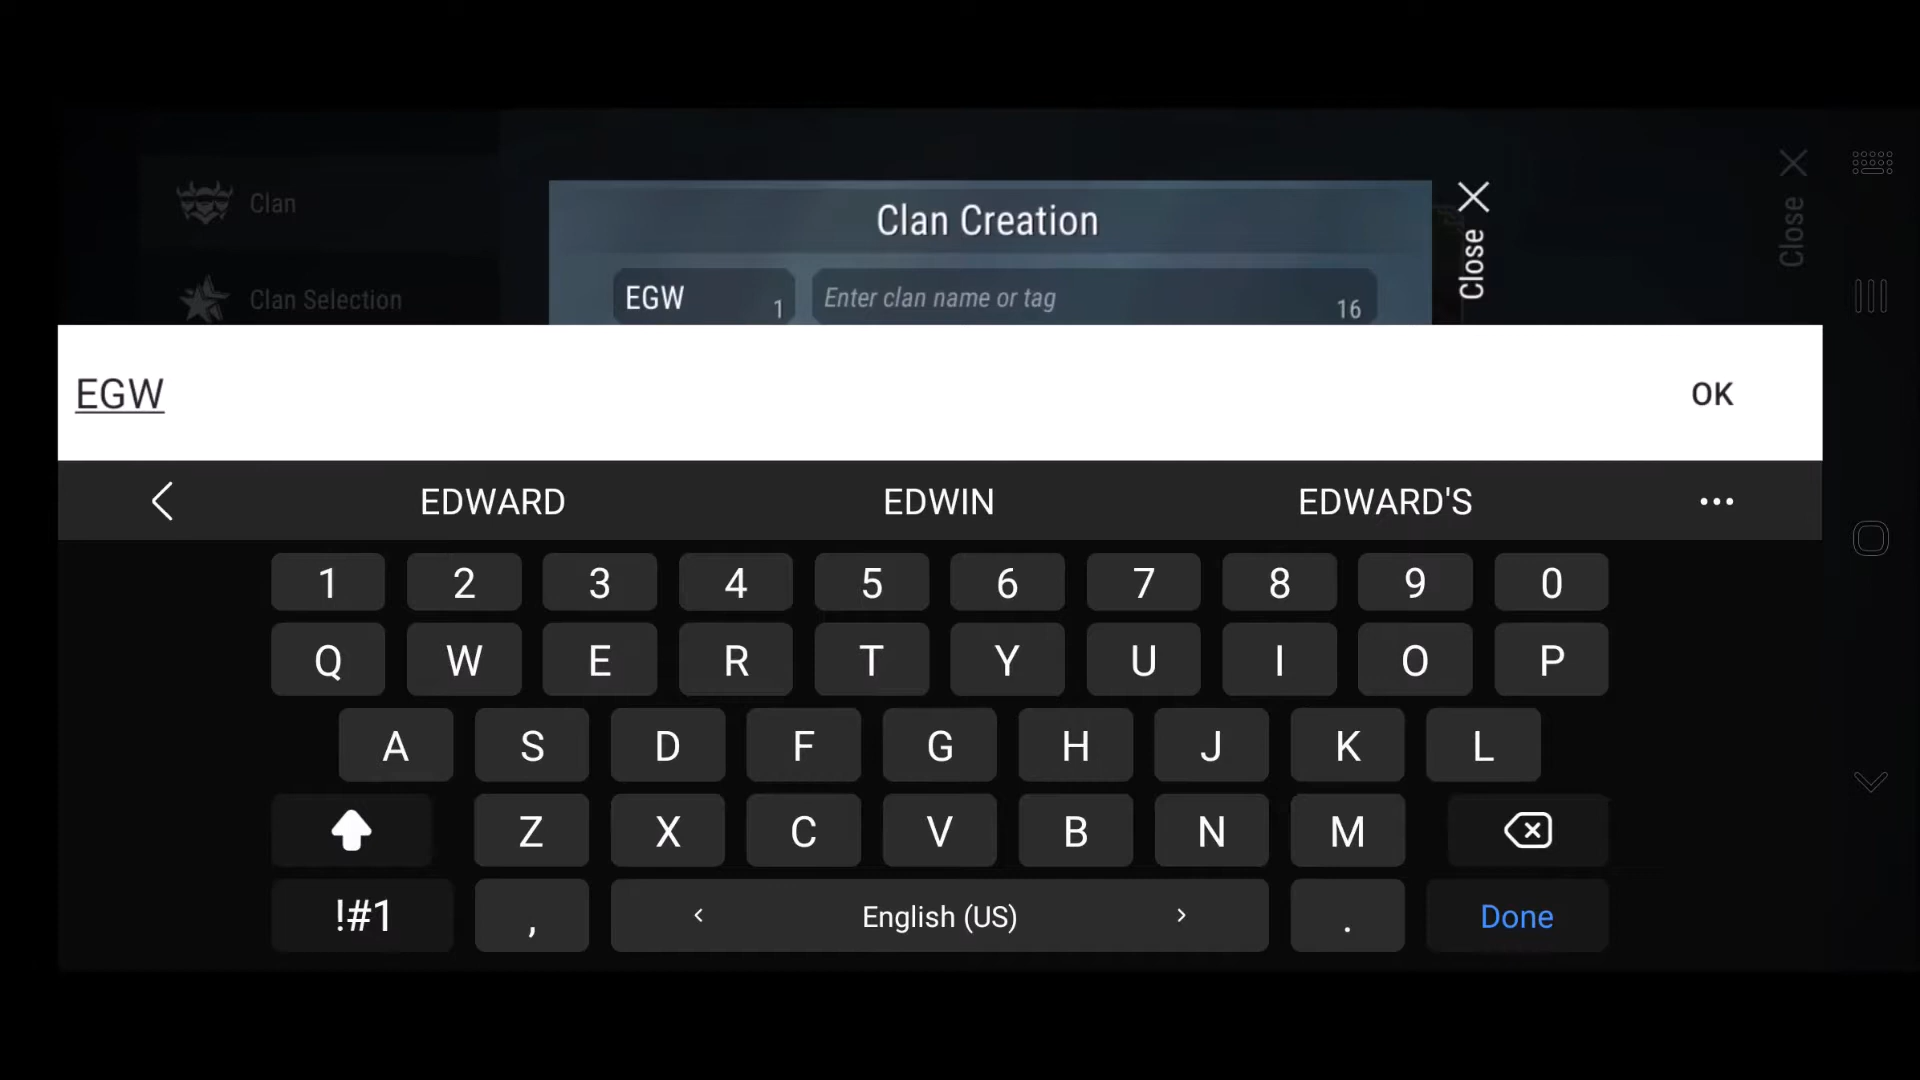 Clan
Clan Selection
Clan Creation
EGW 1
Enter clan name or tag 16
Close
Close
EGW
OK
EDWARD EDWIN EDWARD'S ...
1 2 3 4 5 6 7 8 9 0
Q W E R T Y U I O P
A S D F G H J K L
Z X C V B N M
!#1 , < English (US) > . Done